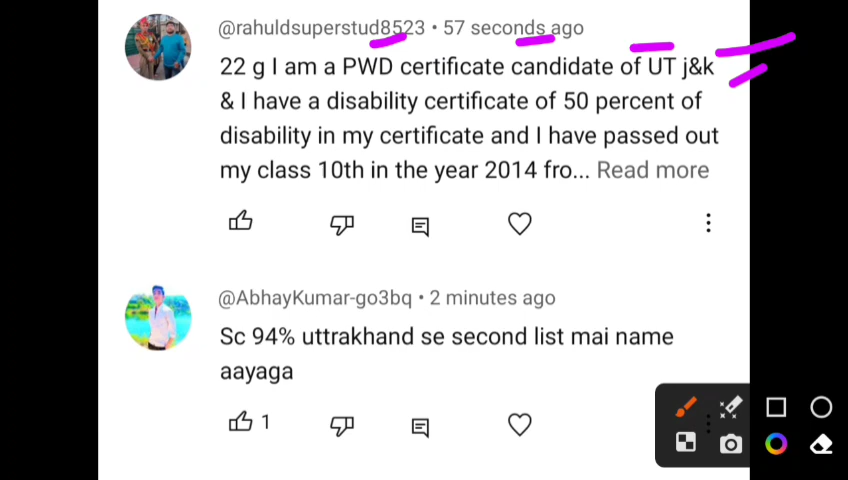 @rahuldsuperstud8523 • 57 seconds ago
22 g I am a PWD certificate candidate of UT j&k
& I have a disability certificate of 50 percent of
disability in my certificate and I have passed out
my class 10th in the year 2014 fro... Read more
@AbhayKumar-go3bq • 2 minutes ago
Sc 94% uttrakhand se second list mai name
aayaga
1